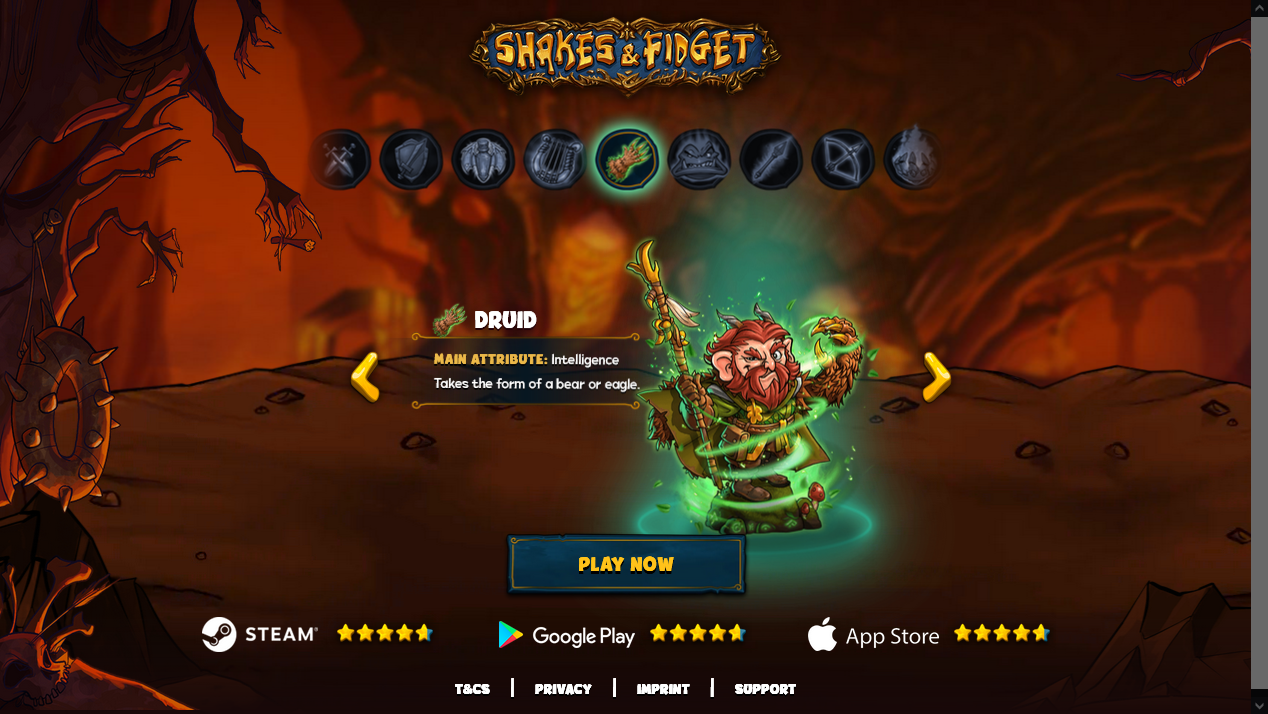 SHAKES & FIDGET
DRUID
MAIN ATTRIBUTE: Intelligence
Takes the form of a bear or eagle.
PLAY NOW
STEAM®
Google Play
App Store
T&CS | PRIVACY | IMPRINT | SUPPORT